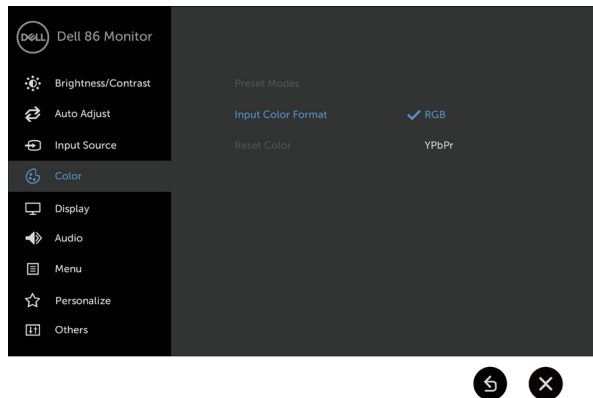 DELL Dell 86 Monitor
Brightness/Contrast
Auto Adjust
Input Source
Color
Display
Audio
Menu
Personalize
Others
Preset Modes
Input Color Format ✓ RGB
Reset Color YPbPr